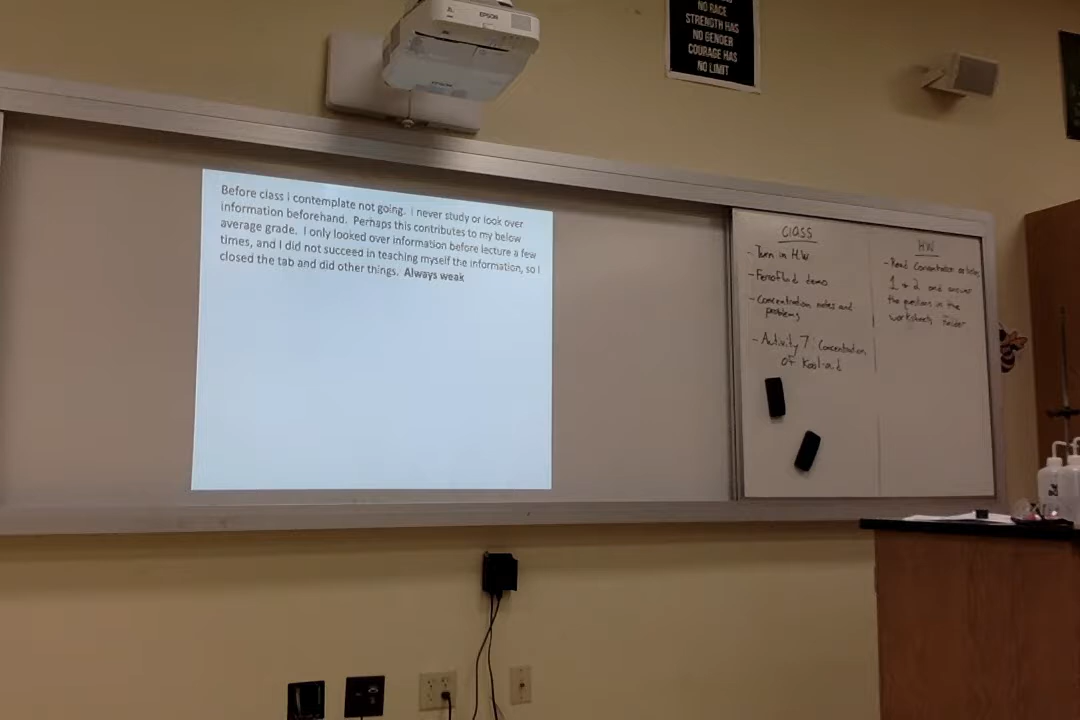 EPSON
NO RACE
STRENGTH HAS
NO GENDER
COURAGE HAS
NO LIMIT
Before class I contemplate not going. I never study or look over
information beforehand. Perhaps this contributes to my below
average grade. I only looked over information before lecture a few
times, and I did not succeed in teaching myself the information, so I
closed the tab and did other things. Always weak
CLASS
- Turn in H.W
- Ferrofluid demo
- Concentration notes and
problems
- Activity 7 Concentration
of Kool-aid
HW
- Read Concentration
1 & 2 and answer
the questions in the
worksheets